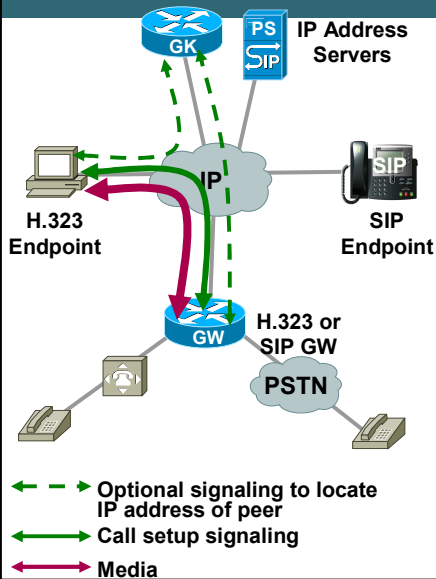 GK
PS
SIP
IP Address
Servers
IP
SIP
H.323
Endpoint
SIP
Endpoint
GW
H.323 or
SIP GW
PSTN
Optional signaling to locate
IP address of peer
Call setup signaling
Media